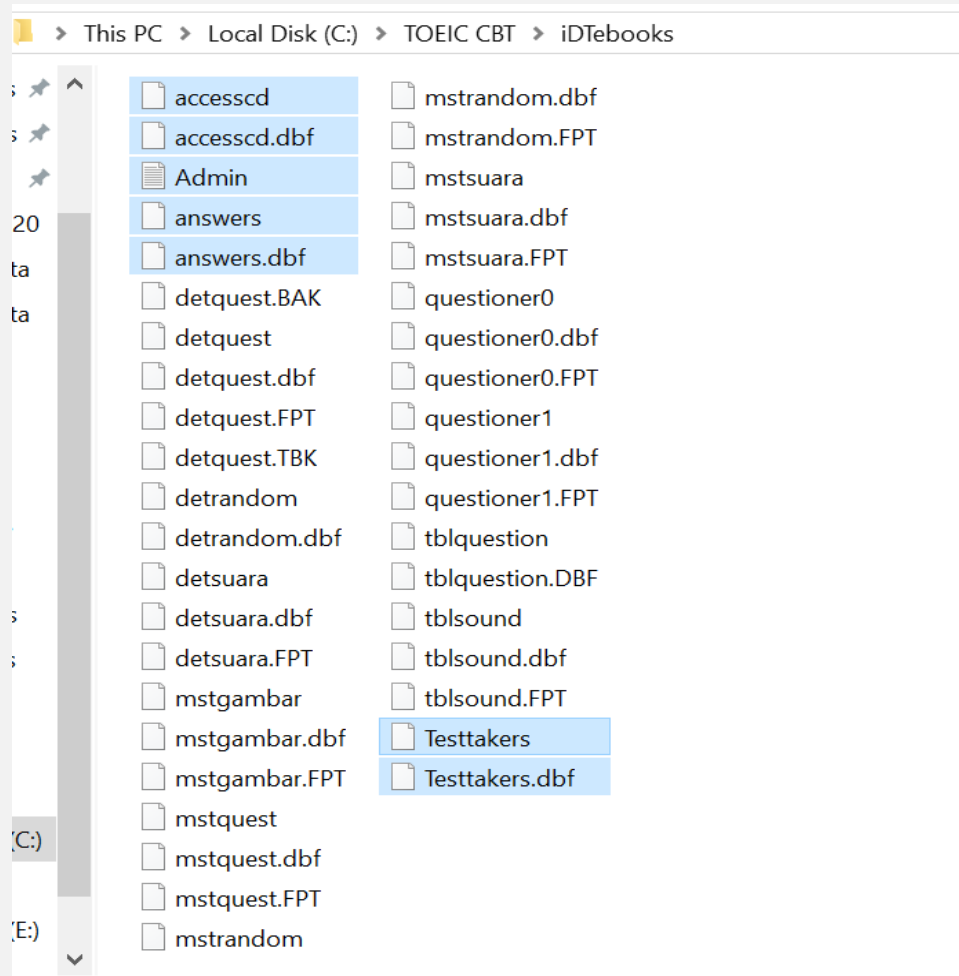 This PC > Local Disk (C:) > TOEIC CBT > iDTebooks
s
s
20
ta
ta
s
s
(C:)
(E:)
accesscd
accesscd.dbf
Admin
answers
answers.dbf
detquest.BAK
detquest
detquest.dbf
detquest.FPT
detquest.TBK
detrandom
detrandom.dbf
detsuara
detsuara.dbf
detsuara.FPT
mstgambar
mstgambar.dbf
mstgambar.FPT
mstquest
mstquest.dbf
mstquest.FPT
mstrandom
mstrandom.dbf
mstrandom.FPT
mstsuara
mstsuara.dbf
mstsuara.FPT
questioner0
questioner0.dbf
questioner0.FPT
questioner1
questioner1.dbf
questioner1.FPT
tblquestion
tblquestion.DBF
tblsound
tblsound.dbf
tblsound.FPT
Testtakers
Testtakers.dbf